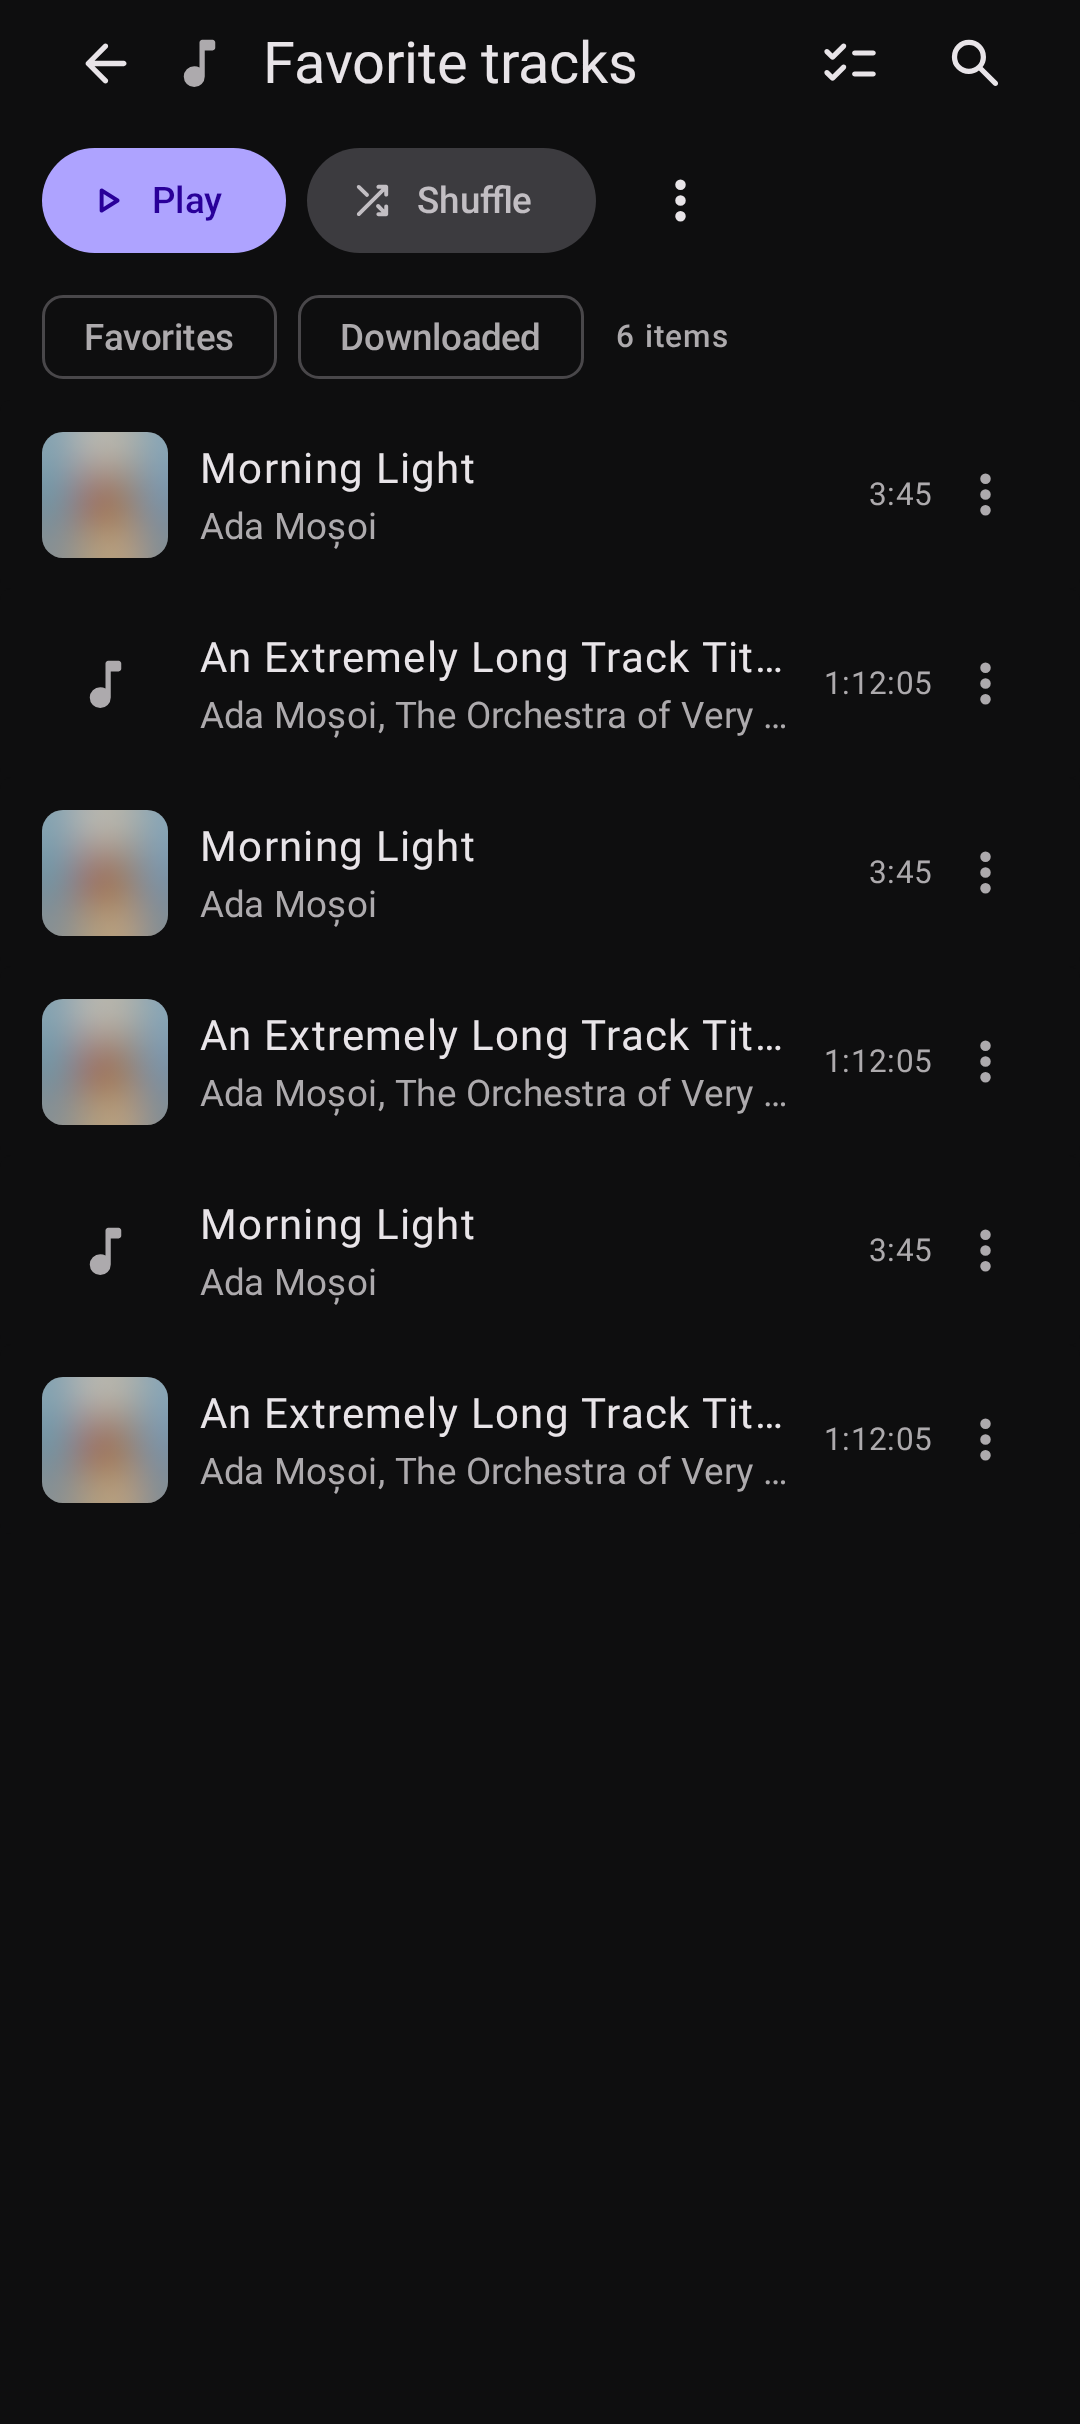 Favorite tracks
Play
Shuffle
Favorites
Downloaded
6 items
Morning Light
3:45
Ada Moșoi
An Extremely Long Track Tit…
1:12:05
Ada Moșoi, The Orchestra of Very …
Morning Light
3:45
Ada Moșoi
An Extremely Long Track Tit…
1:12:05
Ada Moșoi, The Orchestra of Very …
Morning Light
3:45
Ada Moșoi
An Extremely Long Track Tit…
1:12:05
Ada Moșoi, The Orchestra of Very …